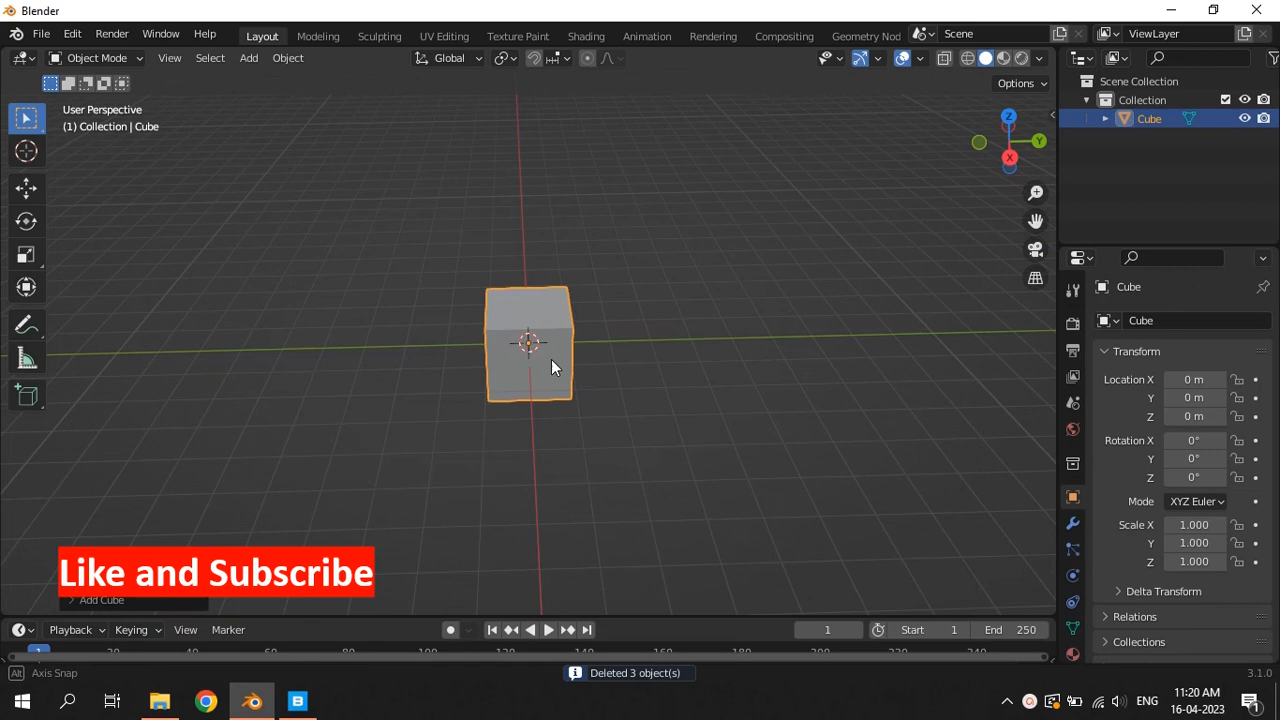 Blender
File Edit Render Window Help Layout Modeling Sculpting UV Editing Texture Paint Shading Animation Rendering Compositing Geometry Nod Scene ViewLayer
Object Mode View Select Add Object Global
Options
User Perspective
(1) Collection | Cube
Z
Y
X
Scene Collection
Collection
Cube
Cube
Cube
Transform
Location X 0 m
Y 0 m
Z 0 m
Rotation X 0°
Y 0°
Z 0°
Mode XYZ Euler
Scale X 1.000
Y 1.000
Z 1.000
Delta Transform
Relations
Collections
Like and Subscribe
Add Cube
Playback Keying View Marker 1 Start 1 End 250
1 20
Alt Axis Snap Deleted 3 object(s) 3.1.0
B ENG 11:20 AM
16-04-2023 1